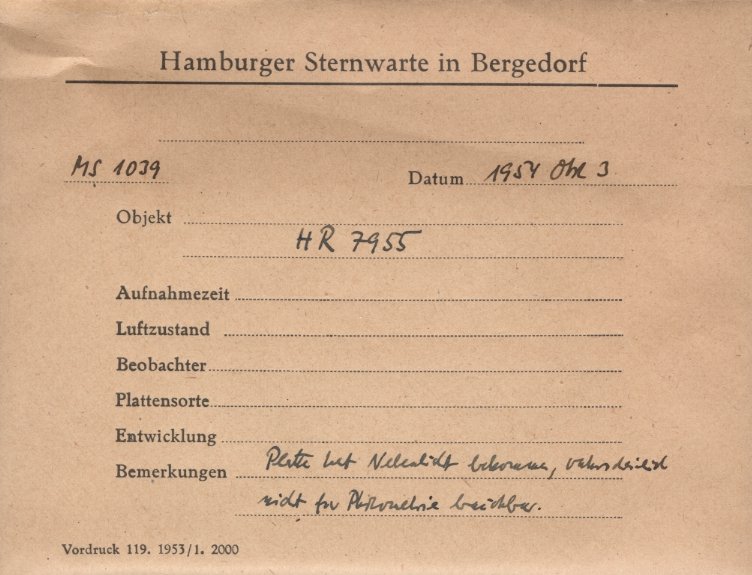 Hamburger Sternwarte in Bergedorf
MS 1039
Datum 1954 Okt 3
Objekt
HR 7955
Aufnahmezeit
Luftzustand
Beobachter
Plattensorte
Entwicklung
Bemerkungen Platte hat Nebenlicht bekommen, wahrscheinlich
nicht für Photometrie brauchbar.
Vordruck 119. 1953/1. 2000